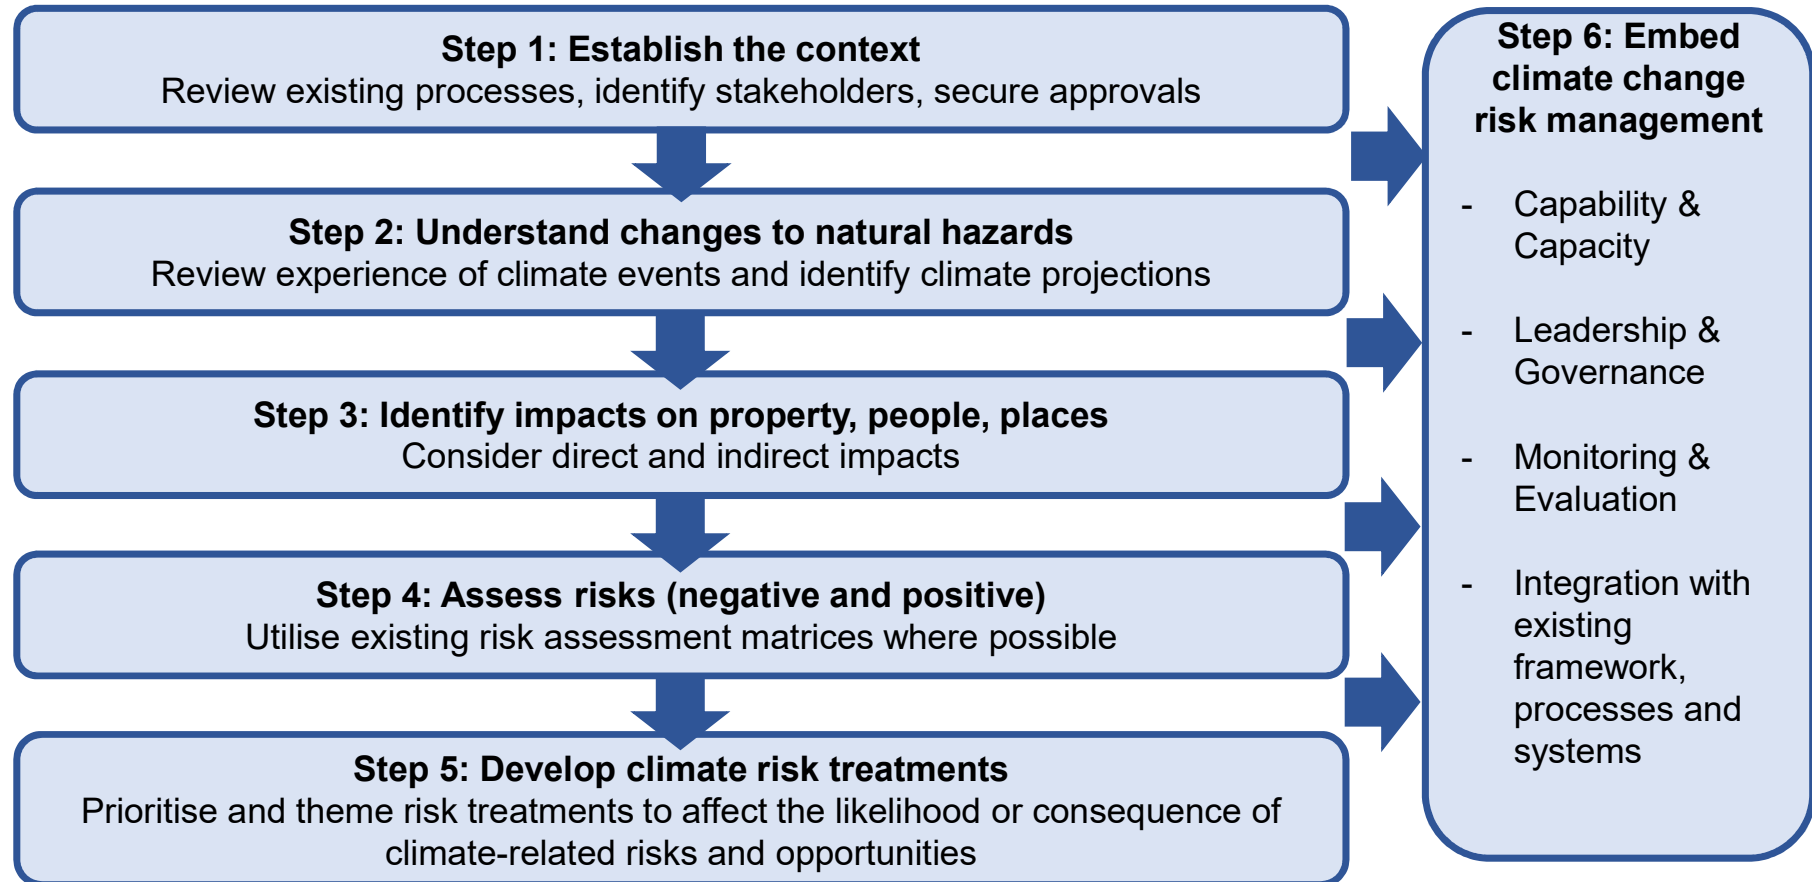 Step 1: Establish the context
Review existing processes, identify stakeholders, secure approvals
Step 2: Understand changes to natural hazards
Review experience of climate events and identify climate projections
Step 3: Identify impacts on property, people, places
Consider direct and indirect impacts
Step 4: Assess risks (negative and positive)
Utilise existing risk assessment matrices where possible
Step 5: Develop climate risk treatments
Prioritise and theme risk treatments to affect the likelihood or consequence of
climate-related risks and opportunities
Step 6: Embed
climate change
risk management
- Capability &
Capacity
- Leadership &
Governance
- Monitoring &
Evaluation
- Integration with
existing
framework,
processes and
systems